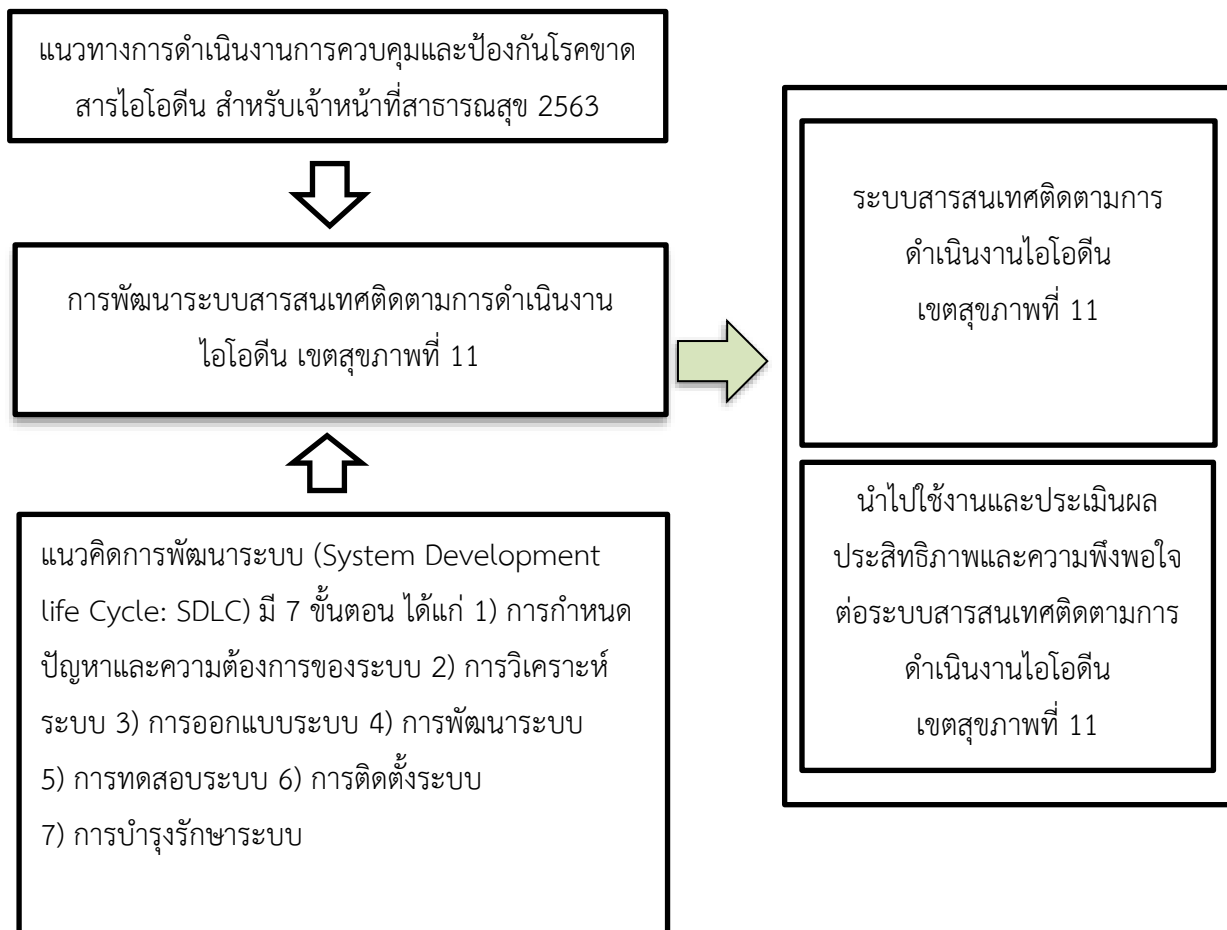 แนวทางการดำเนินงานการควบคุมและป้องกันโรคขาด
สารไอโอดีน สำหรับเจ้าหน้าที่สาธารณสุข 2563
การพัฒนาระบบสารสนเทศติดตามการดำเนินงาน
ไอโอดีน เขตสุขภาพที่ 11
แนวคิดการพัฒนาระบบ (System Development
life Cycle: SDLC) มี 7 ขั้นตอน ได้แก่ 1) การกำหนด
ปัญหาและความต้องการของระบบ 2) การวิเคราะห์
ระบบ 3) การออกแบบระบบ 4) การพัฒนาระบบ
5) การทดสอบระบบ 6) การติดตั้งระบบ
7) การบำรุงรักษาระบบ
ระบบสารสนเทศติดตามการ
ดำเนินงานไอโอดีน
เขตสุขภาพที่ 11
นำไปใช้งานและประเมินผล
ประสิทธิภาพและความพึงพอใจ
ต่อระบบสารสนเทศติดตามการ
ดำเนินงานไอโอดีน
เขตสุขภาพที่ 11